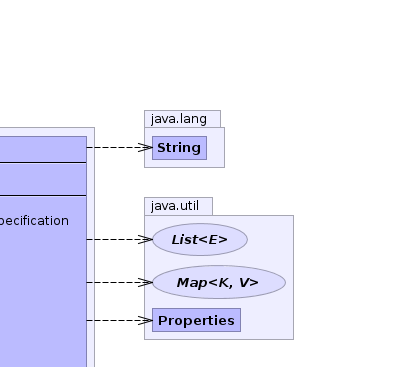 java.lang
String
java.util
pecification
List<E>
Map<K, V>
Properties